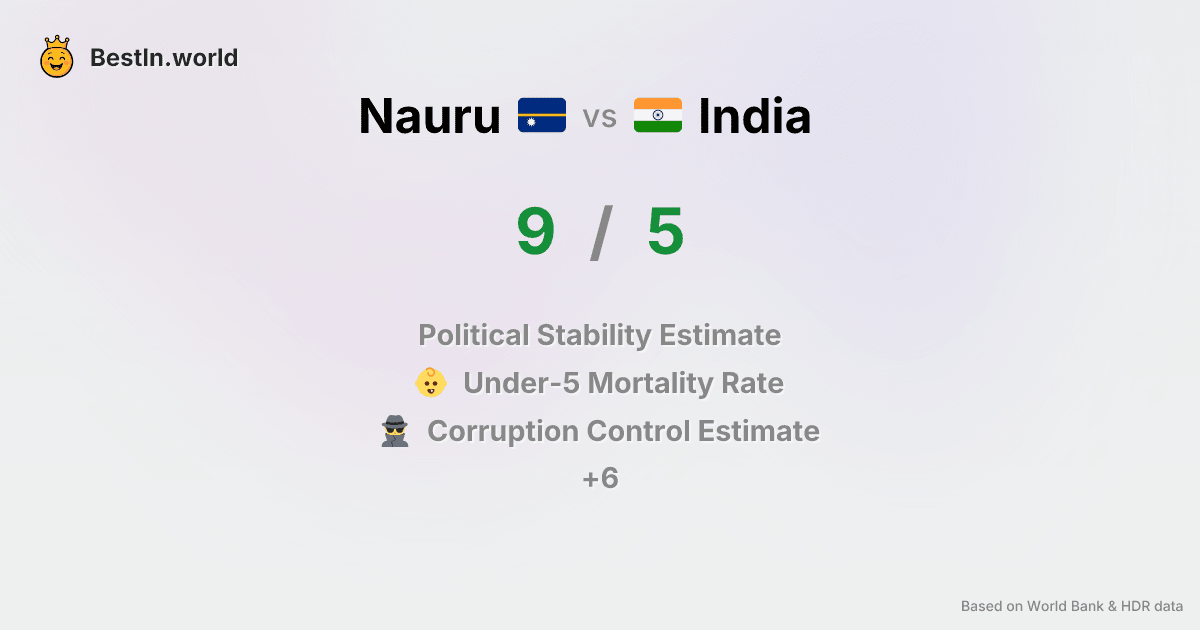 BestIn.world
Nauru vs India
9 / 5
Political Stability Estimate
Under-5 Mortality Rate
Corruption Control Estimate
+6
Based on World Bank & HDR data